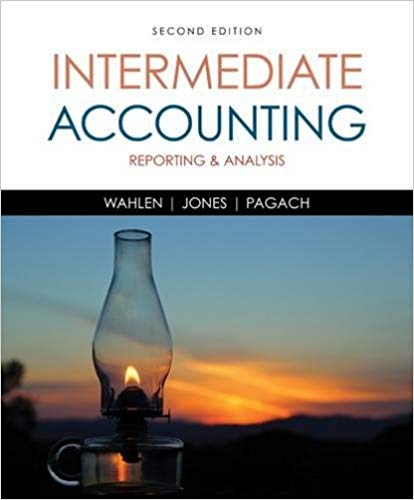 SECOND EDITION
INTERMEDIATE
ACCOUNTING
REPORTING & ANALYSIS
WAHLEN | JONES | PAGACH